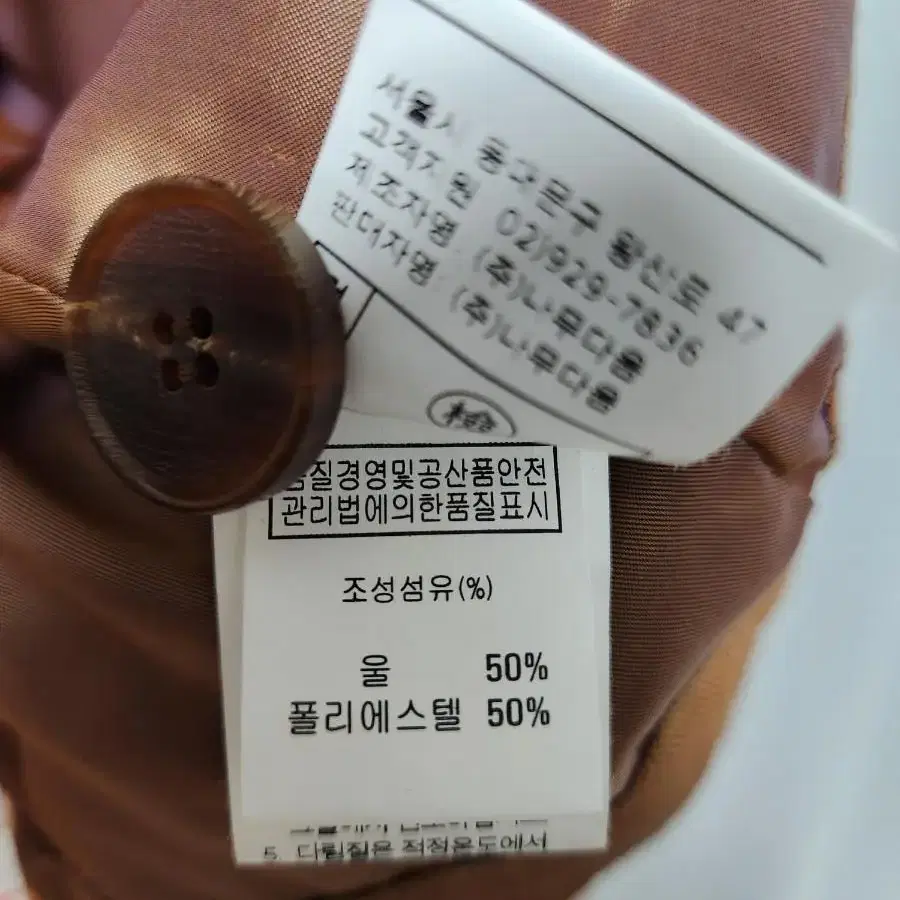 서울시 동대문구 왕산로 47
고객지원 02)929-7836
제조자명 (주)나무다움
판매자명 (주)나무다움
품질경영및공산품안전
관리법에의한품질표시
조성섬유(%)
울 50%
폴리에스텔 50%
5. 다림질은 적정온도에서